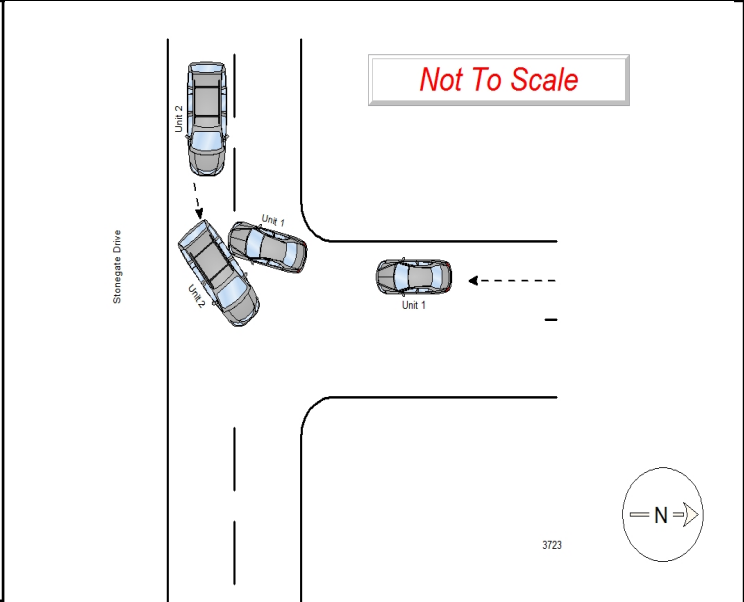 Not To Scale
Unit 2
Unit 1
Stonegate Drive
Unit 2
Unit 1
N
3723